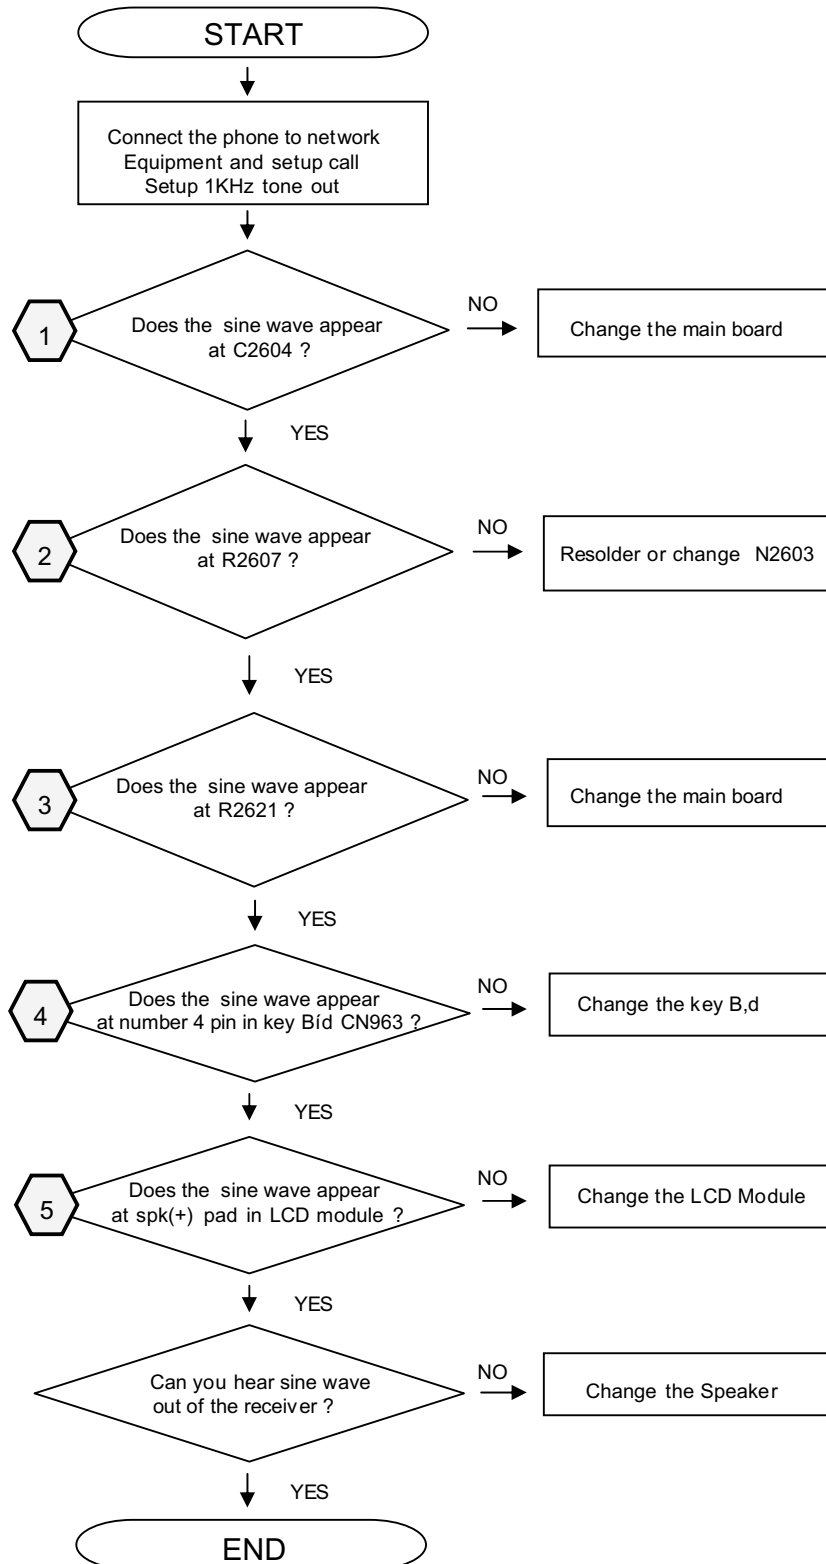 START
Connect the phone to network
Equipment and setup call
Setup 1KHz tone out
1
Does the sine wave appear
at C2604 ?
NO
Change the main board
YES
2
Does the sine wave appear
at R2607 ?
NO
Resolder or change N2603
YES
3
Does the sine wave appear
at R2621 ?
NO
Change the main board
YES
4
Does the sine wave appear
at number 4 pin in key Bíd CN963 ?
NO
Change the key B,d
YES
5
Does the sine wave appear
at spk(+) pad in LCD module ?
NO
Change the LCD Module
YES
Can you hear sine wave
out of the receiver ?
NO
Change the Speaker
YES
END